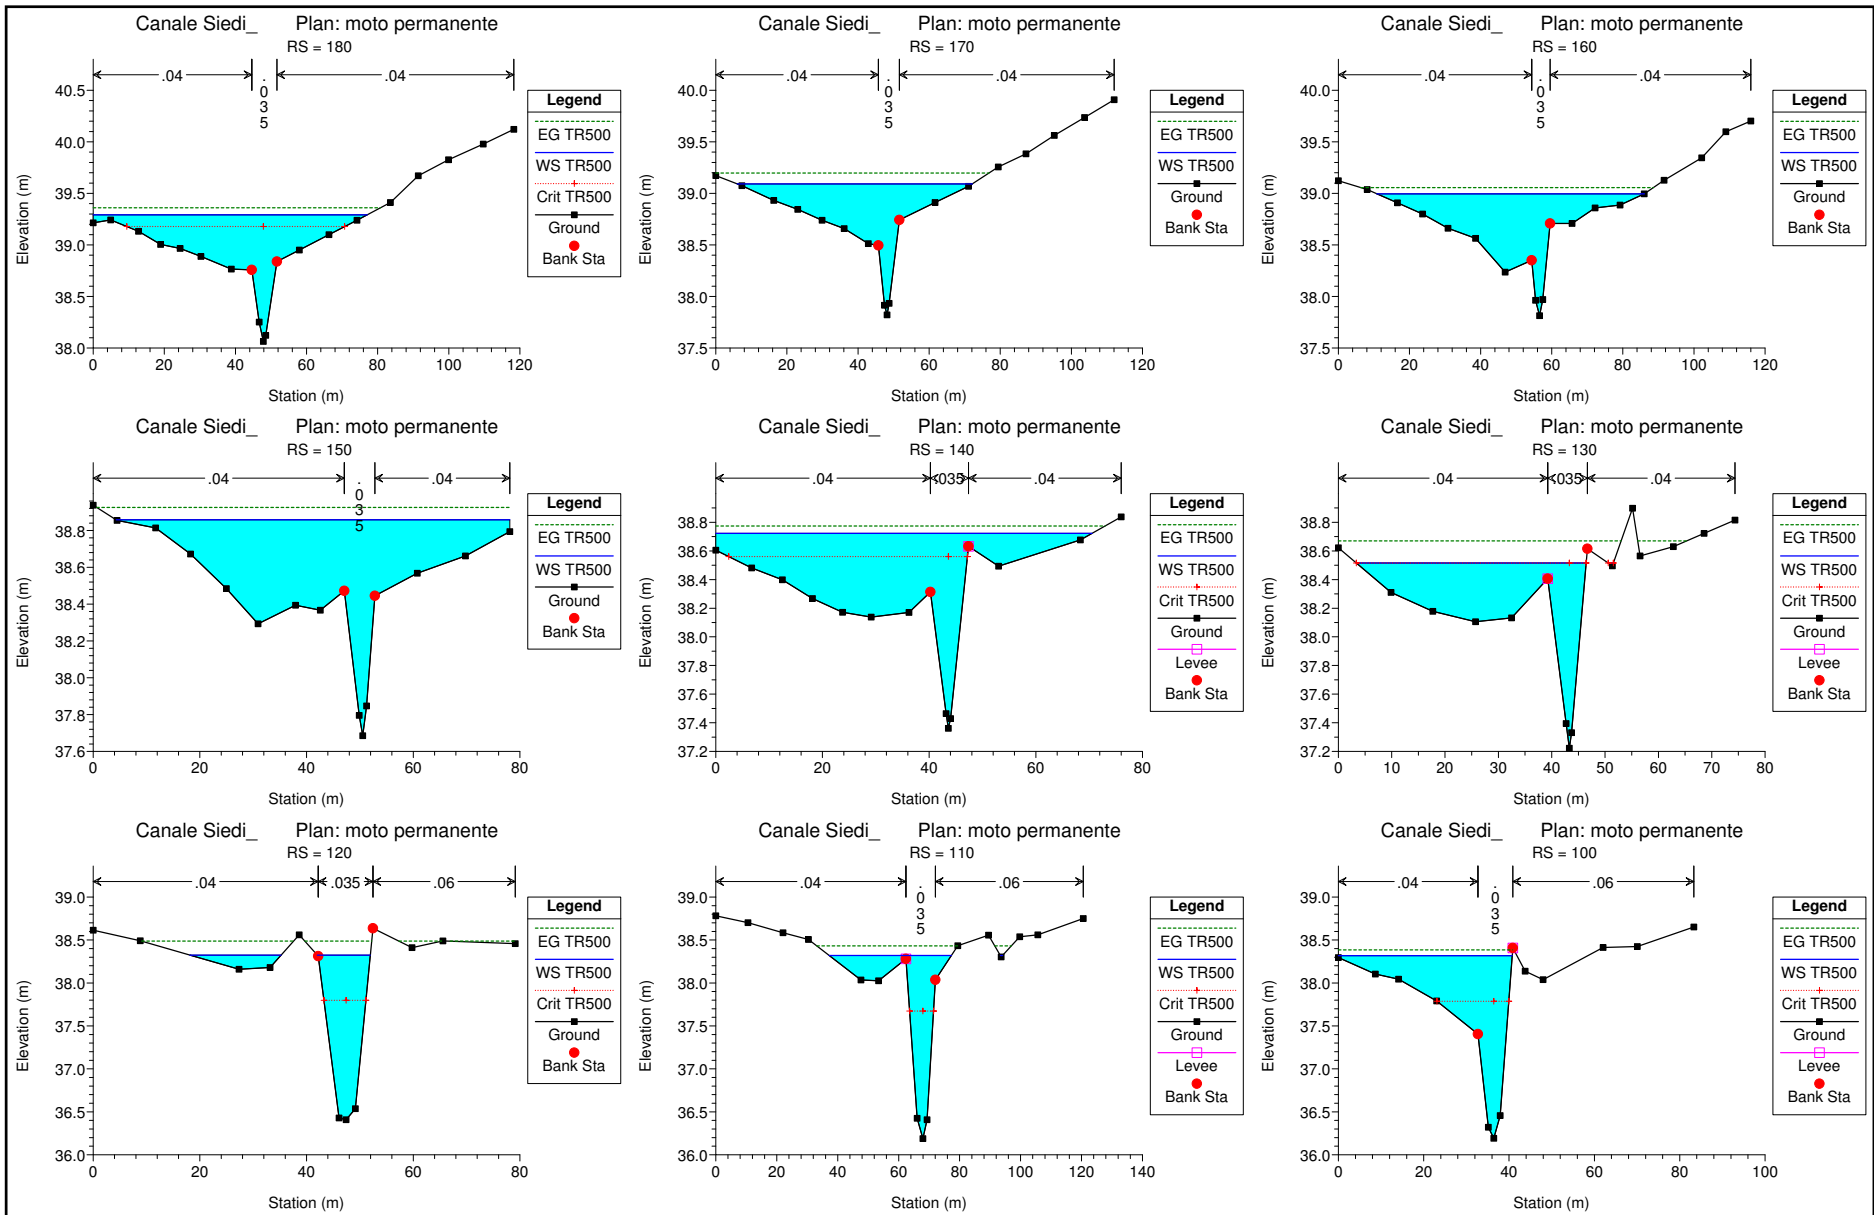 Canale Siedi_ Plan: moto permanente
RS = 180
.04 .035 .04
Elevation (m)
40.5
40.0
39.5
39.0
38.5
38.0
0 20 40 60 80 100 120
Station (m)
Legend
EG TR500
WS TR500
Crit TR500
Ground
Bank Sta
Canale Siedi_ Plan: moto permanente
RS = 170
.04 .035 .04
Elevation (m)
40.0
39.5
39.0
38.5
38.0
37.5
0 20 40 60 80 100 120
Station (m)
Legend
EG TR500
WS TR500
Ground
Bank Sta
Canale Siedi_ Plan: moto permanente
RS = 160
.04 .035 .04
Elevation (m)
40.0
39.5
39.0
38.5
38.0
37.5
0 20 40 60 80 100 120
Station (m)
Legend
EG TR500
WS TR500
Ground
Bank Sta
Canale Siedi_ Plan: moto permanente
RS = 150
.04 .035 .04
Elevation (m)
38.8
38.6
38.4
38.2
38.0
37.8
37.6
0 20 40 60 80
Station (m)
Legend
EG TR500
WS TR500
Ground
Bank Sta
Canale Siedi_ Plan: moto permanente
RS = 140
.04 .035 .04
Elevation (m)
38.8
38.6
38.4
38.2
38.0
37.8
37.6
37.4
37.2
0 20 40 60 80
Station (m)
Legend
EG TR500
WS TR500
Crit TR500
Ground
Levee
Bank Sta
Canale Siedi_ Plan: moto permanente
RS = 130
.04 .035 .04
Elevation (m)
38.8
38.6
38.4
38.2
38.0
37.8
37.6
37.4
37.2
0 10 20 30 40 50 60 70 80
Station (m)
Legend
EG TR500
WS TR500
Crit TR500
Ground
Levee
Bank Sta
Canale Siedi_ Plan: moto permanente
RS = 120
.04 .035 .06
Elevation (m)
39.0
38.5
38.0
37.5
37.0
36.5
36.0
0 20 40 60 80
Station (m)
Legend
EG TR500
WS TR500
Crit TR500
Ground
Bank Sta
Canale Siedi_ Plan: moto permanente
RS = 110
.04 .035 .06
Elevation (m)
39.0
38.5
38.0
37.5
37.0
36.5
36.0
0 20 40 60 80 100 120 140
Station (m)
Legend
EG TR500
WS TR500
Crit TR500
Ground
Levee
Bank Sta
Canale Siedi_ Plan: moto permanente
RS = 100
.04 .035 .06
Elevation (m)
39.0
38.5
38.0
37.5
37.0
36.5
36.0
0 20 40 60 80 100
Station (m)
Legend
EG TR500
WS TR500
Crit TR500
Ground
Levee
Bank Sta